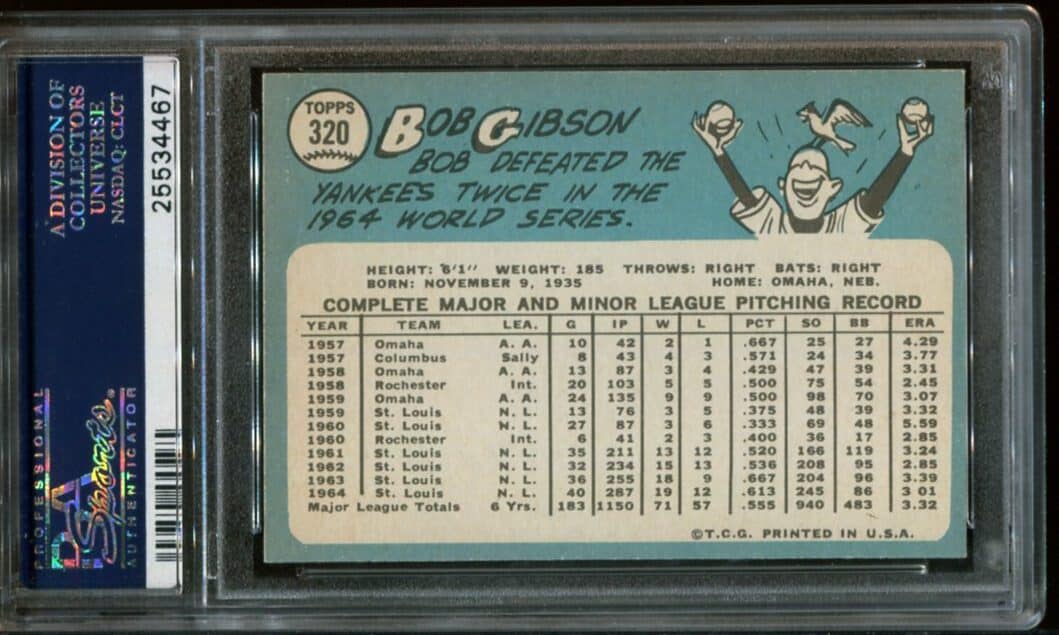 A DIVISION OF
COLLECTORS
UNIVERSE
NASDAQ: CLCT
25534467
PROFESSIONAL
PSA
Sports
AUTHENTICATOR
TOPPS
320
BOB GIBSON
BOB DEFEATED THE
YANKEES TWICE IN THE
1964 WORLD SERIES.
HEIGHT: 6'1" WEIGHT: 185 THROWS: RIGHT BATS: RIGHT
BORN: NOVEMBER 9, 1935 HOME: OMAHA, NEB.
COMPLETE MAJOR AND MINOR LEAGUE PITCHING RECORD
YEAR TEAM LEA. G IP W L PCT SO BB ERA
1957 Omaha A. A. 10 42 2 1 .667 25 27 4.29
1957 Columbus Sally 8 43 4 3 .571 24 34 3.77
1958 Omaha A. A. 13 87 3 4 .429 47 39 3.31
1958 Rochester Int. 20 103 5 5 .500 75 54 2.45
1959 Omaha A. A. 24 135 9 9 .500 98 70 3.07
1959 St. Louis N. L. 13 76 3 5 .375 48 39 3.32
1960 St. Louis N. L. 27 87 3 6 .333 69 48 5.59
1960 Rochester Int. 6 41 2 3 .400 36 17 2.85
1961 St. Louis N. L. 35 211 13 12 .520 166 119 3.24
1962 St. Louis N. L. 32 234 15 13 .536 208 95 2.85
1963 St. Louis N. L. 36 255 18 9 .667 204 96 3.39
1964 St. Louis N. L. 40 287 19 12 .613 245 86 3 01
Major League Totals 6 Yrs. 183 1150 71 57 .555 940 483 3.32
©T.C.G. PRINTED IN U.S.A.